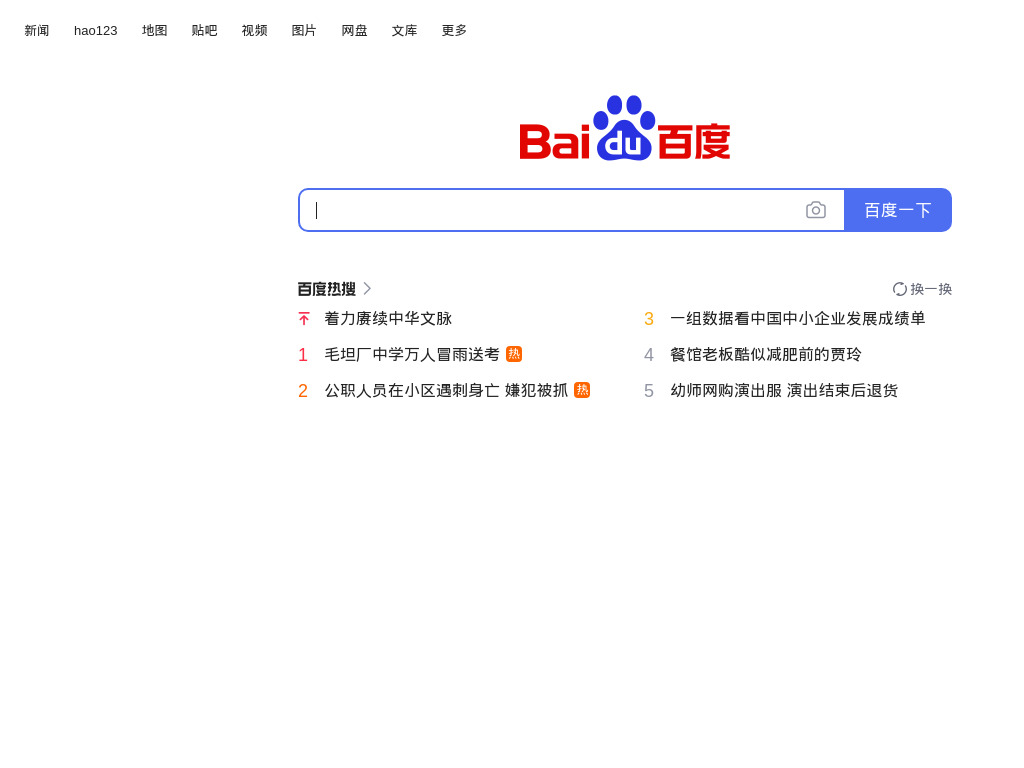 新闻 hao123 地图 贴吧 视频 图片 网盘 文库 更多
Bai du 百度
百度一下
百度热搜 换一换
着力赓续中华文脉
1 毛坦厂中学万人冒雨送考 热
2 公职人员在小区遇刺身亡 嫌犯被抓 热
3 一组数据看中国中小企业发展成绩单
4 餐馆老板酷似减肥前的贾玲
5 幼师网购演出服 演出结束后退货